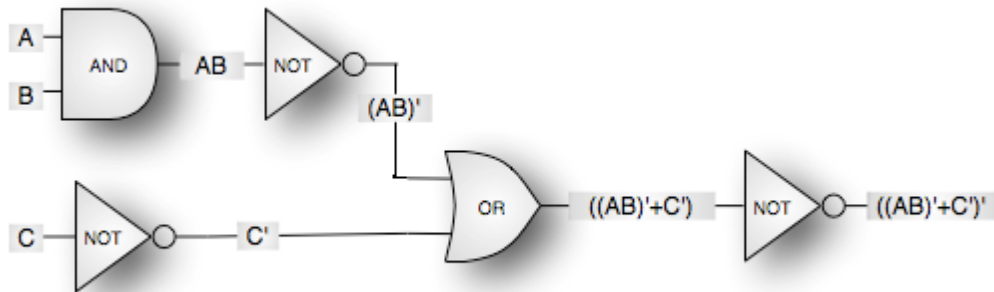 A
AND
AB
NOT
B
(AB)'
OR
((AB)'+C')
NOT
((AB)'+C')'
C
NOT
C'